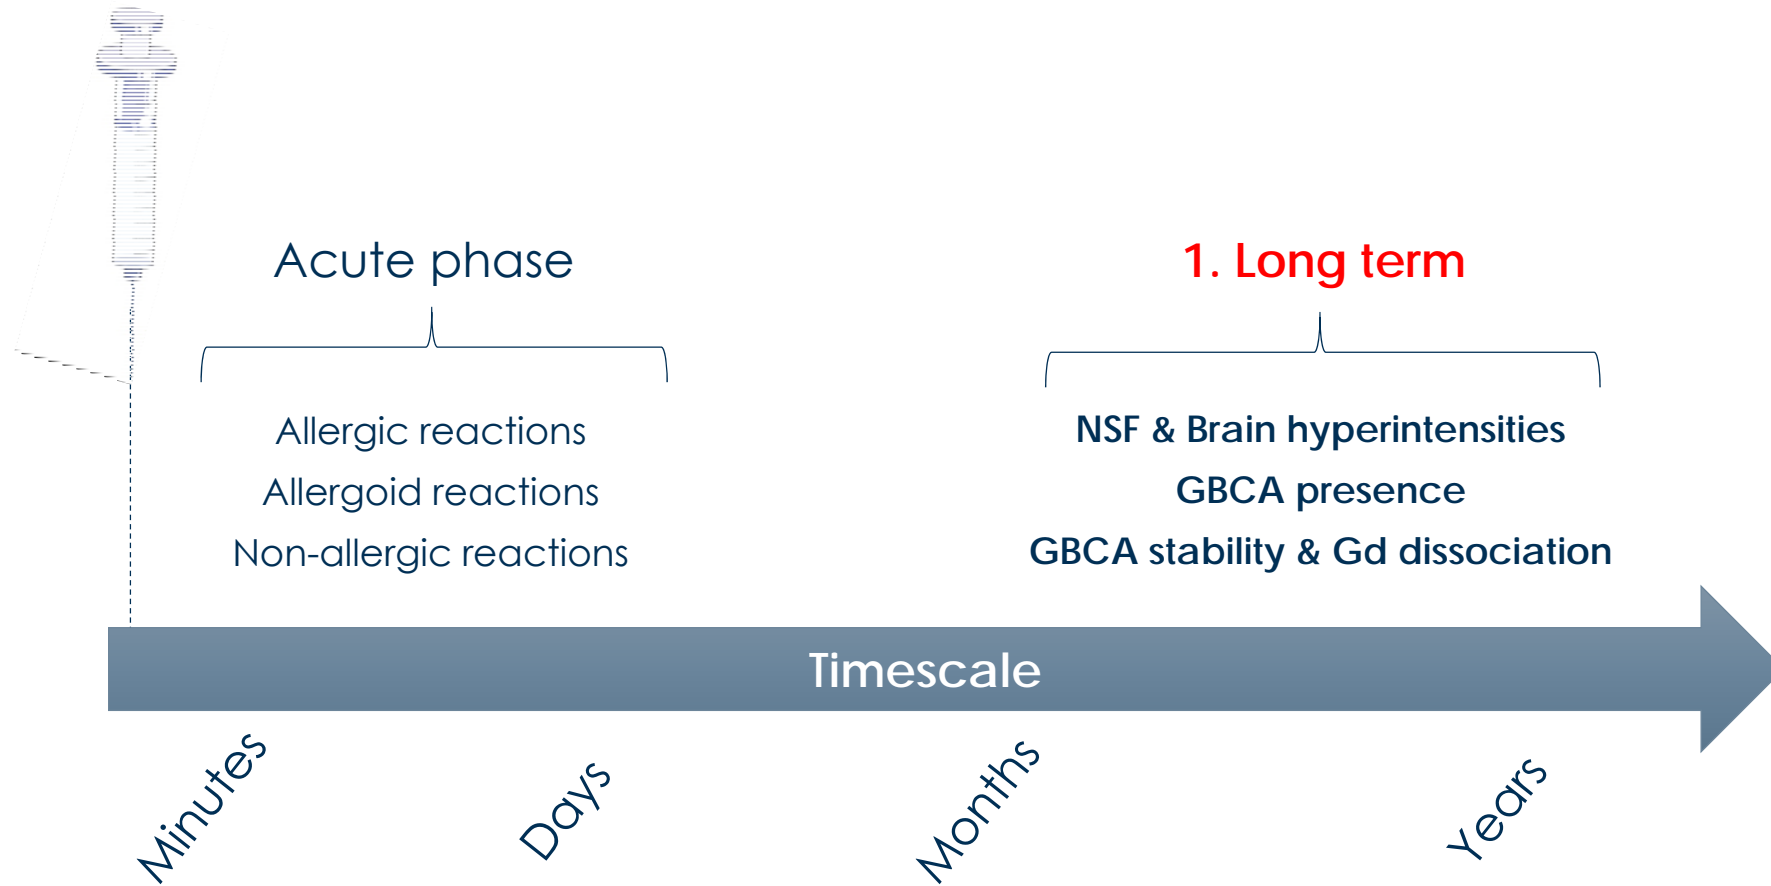 Acute phase
Allergic reactions
Allergoid reactions
Non-allergic reactions
1. Long term
NSF & Brain hyperintensities
GBCA presence
GBCA stability & Gd dissociation
Timescale
Minutes
Days
Months
Years